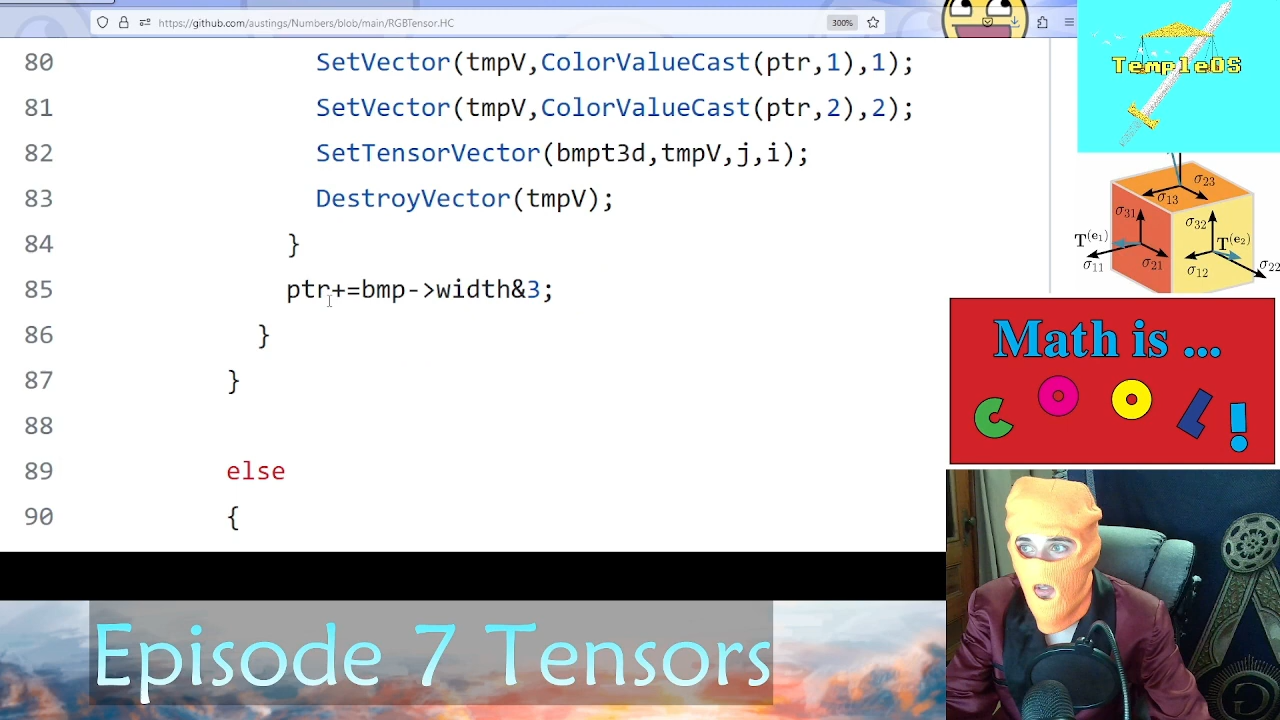 https://github.com/austings/Numbers/blob/main/RGBTensor.HC
300%
80 SetVector(tmpV,ColorValueCast(ptr,1),1);
81 SetVector(tmpV,ColorValueCast(ptr,2),2);
82 SetTensorVector(bmpt3d,tmpV,j,i);
83 DestroyVector(tmpV);
84 }
85 ptr+=bmp->width&3;
86 }
87 }
88
89 else
90 {
TempleOS
σ23
σ13
σ31
σ32
T(e1)
T(e2)
σ11
σ21
σ12
σ22
Math is ...
COOL!
Episode 7 Tensors